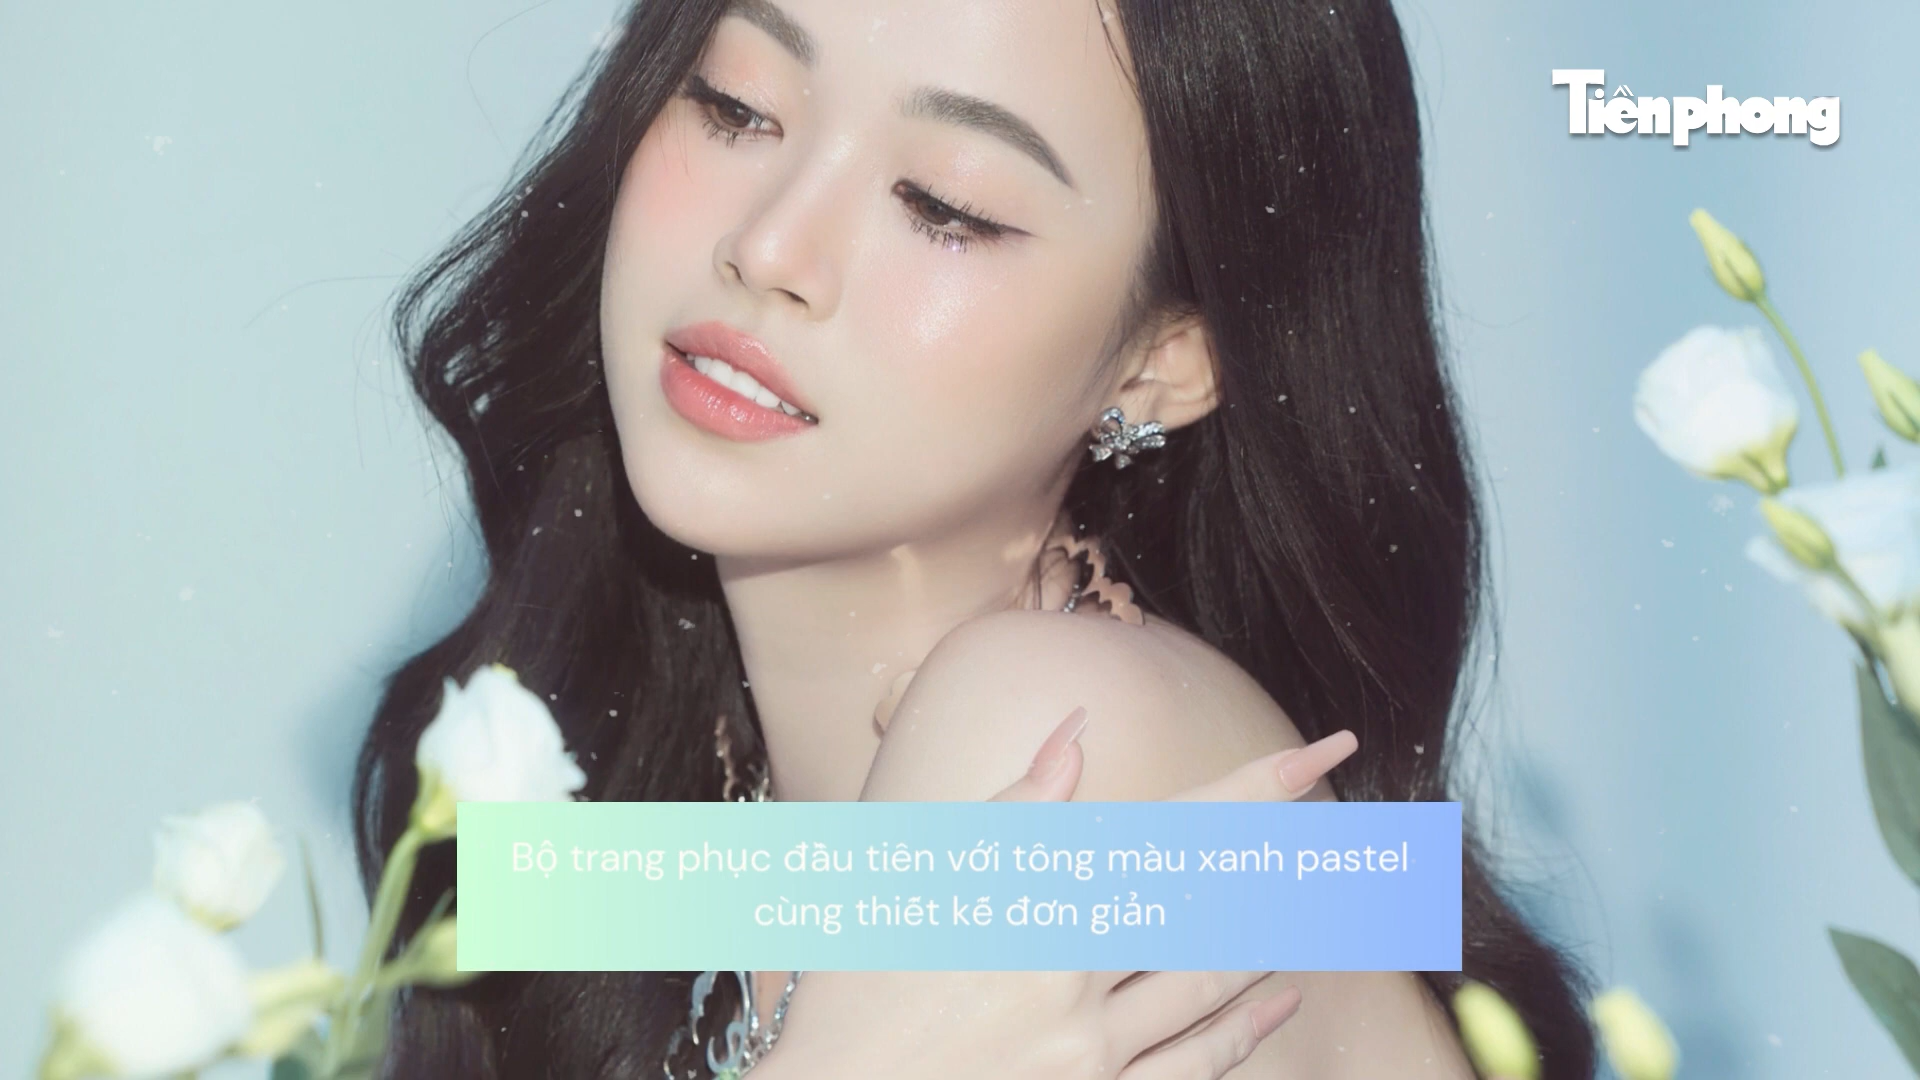 Tiềnphong
Bộ trang phục đầu tiên với tông màu xanh pastel
cùng thiết kế đơn giản